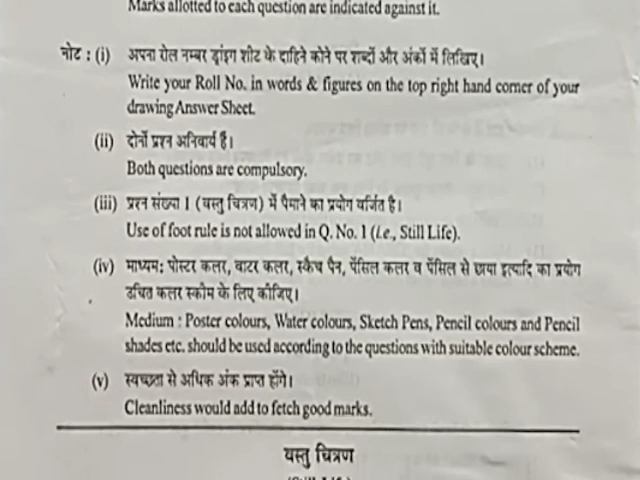 Marks allotted to each question are indicated against it.
नोट : (i) अपना रोल नम्बर ड्राइंग शीट के दाहिने कोने पर शब्दों और अंकों में लिखिए।
Write your Roll No. in words & figures on the top right hand corner of your
drawing Answer Sheet.
(ii) दोनों प्रश्न अनिवार्य हैं।
Both questions are compulsory.
(iii) प्रश्न संख्या 1 (वस्तु चित्रण) में पैमाने का प्रयोग वर्जित है।
Use of foot rule is not allowed in Q. No. 1 (i.e., Still Life).
(iv) माध्यम: पोस्टर कलर, वाटर कलर, स्कैच पैन, पेंसिल कलर व पेंसिल से छाया इत्यादि का प्रयोग
उचित कलर स्कीम के लिए कीजिए।
Medium : Poster colours, Water colours, Sketch Pens, Pencil colours and Pencil
shades etc. should be used according to the questions with suitable colour scheme.
(v) स्वच्छता से अधिक अंक प्राप्त होंगे।
Cleanliness would add to fetch good marks.
वस्तु चित्रण